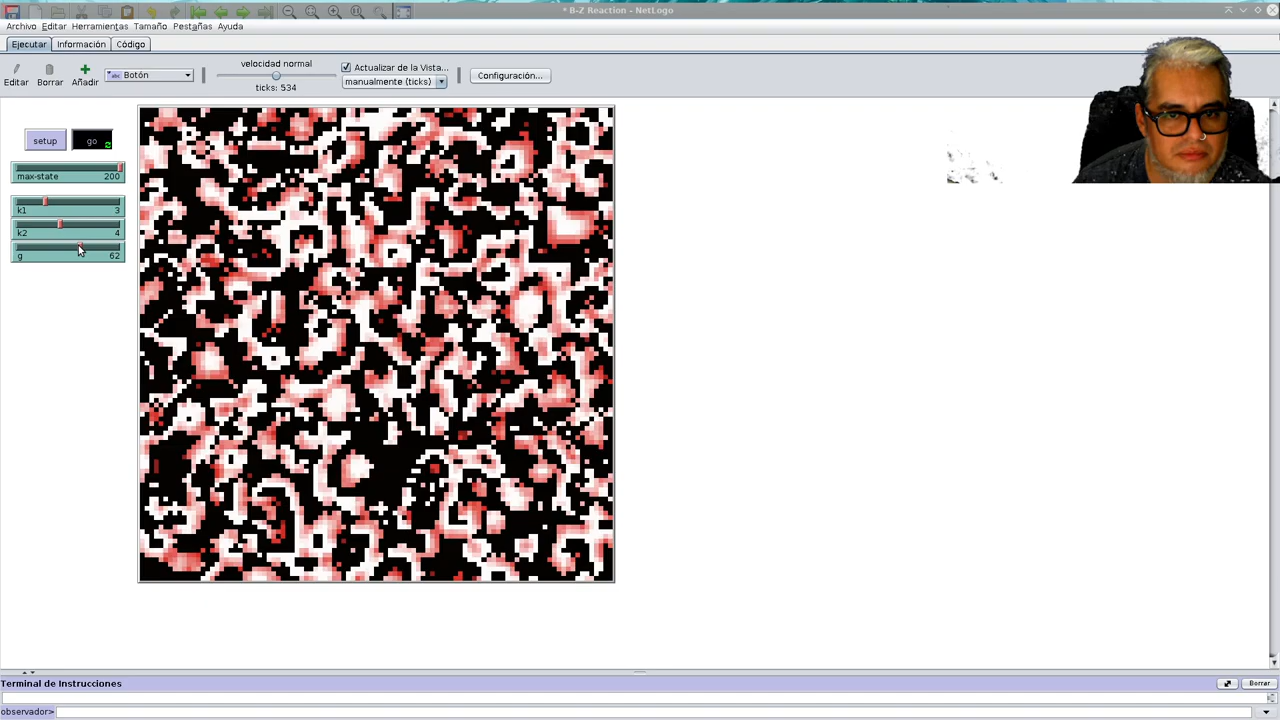 * B-Z Reaction - NetLogo
Archivo Editar Herramientas Tamaño Pestañas Ayuda
Ejecutar Información Código
Editar Borrar Añadir
abc Botón
velocidad normal
ticks: 534
Actualizar de la Vista...
manualmente (ticks)
Configuración...
setup go
max-state 200
k1 3
k2 4
g 62
Terminal de Instrucciones
Borrar
observador>